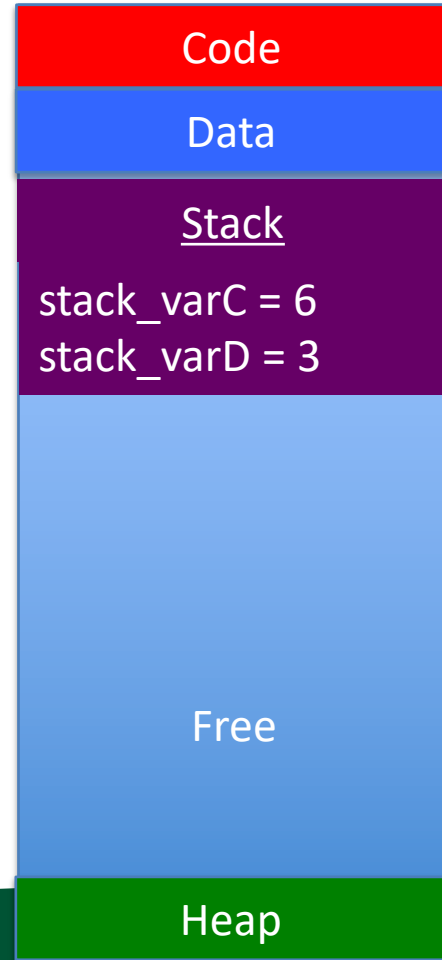 Code
Data
Stack
stack_varC = 6
stack_varD = 3
Free
Heap